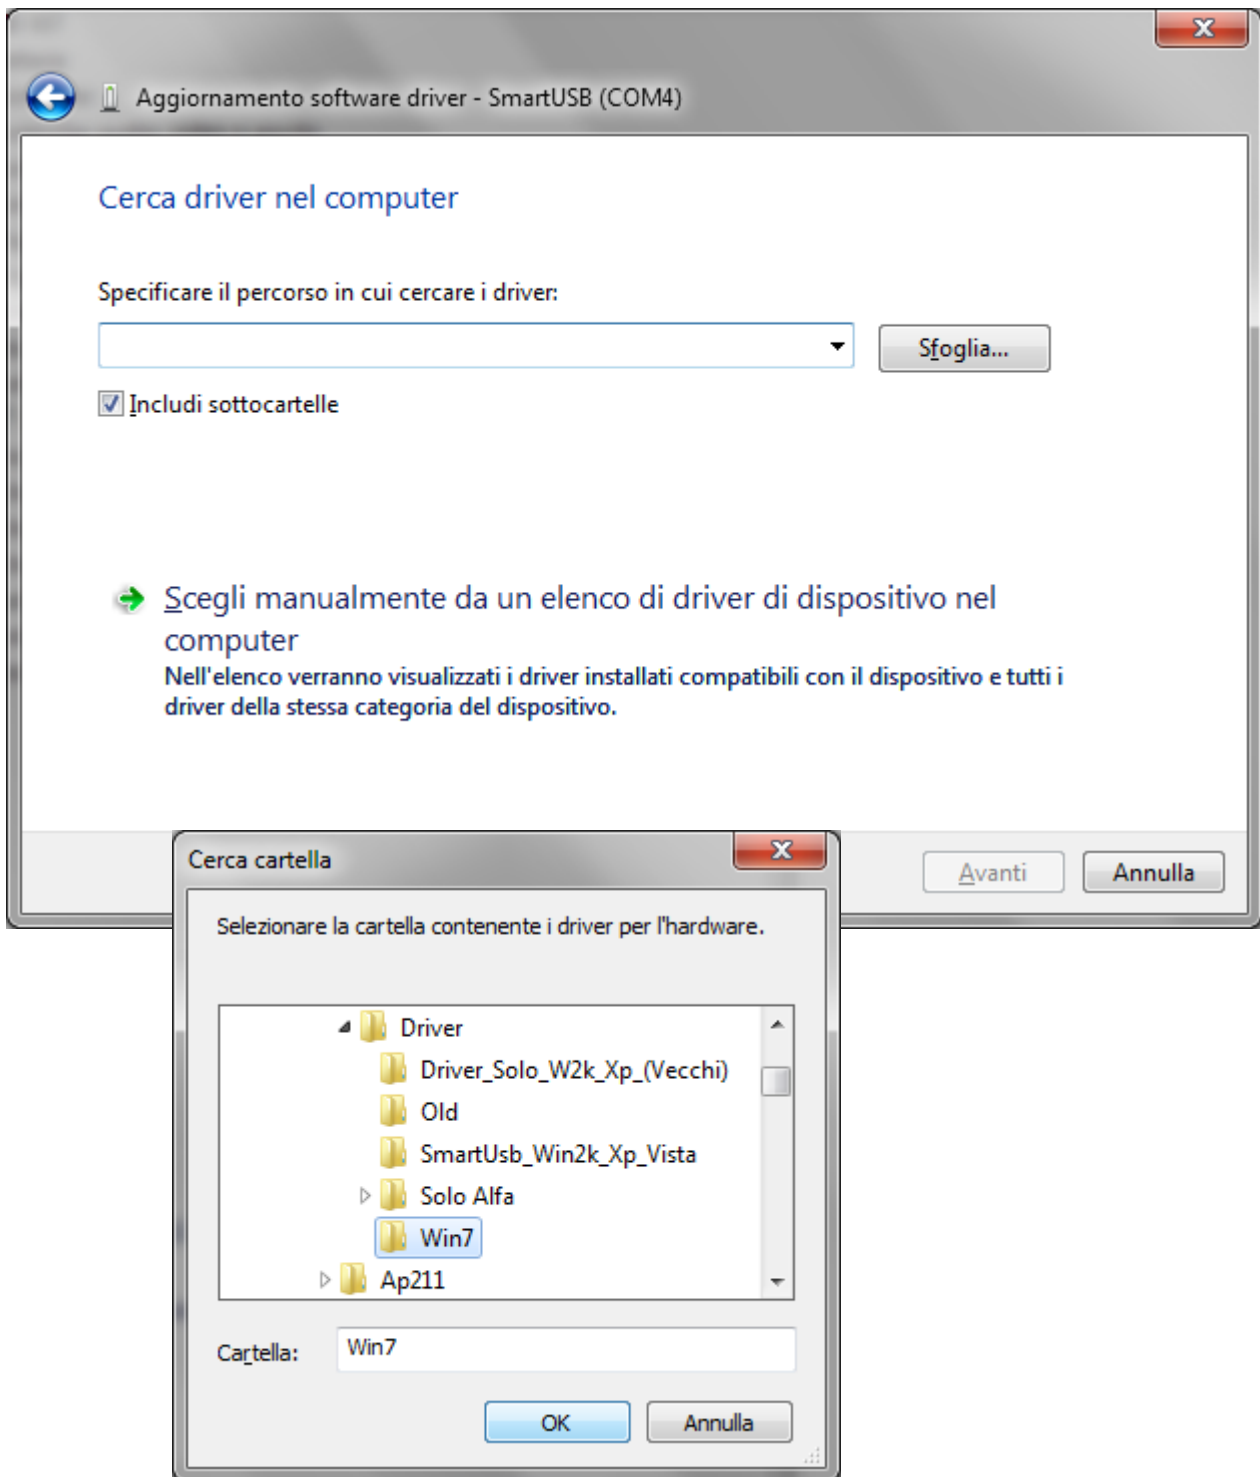 Aggiornamento software driver - SmartUSB (COM4)
Cerca driver nel computer
Specificare il percorso in cui cercare i driver:
Sfoglia...
Includi sottocartelle
Scegli manualmente da un elenco di driver di dispositivo nel
computer
Nell'elenco verranno visualizzati i driver installati compatibili con il dispositivo e tutti i
driver della stessa categoria del dispositivo.
Avanti Annulla
Cerca cartella
Selezionare la cartella contenente i driver per l'hardware.
Driver
Driver_Solo_W2k_Xp_(Vecchi)
Old
SmartUsb_Win2k_Xp_Vista
Solo Alfa
Win7
Ap211
Cartella: Win7
OK Annulla